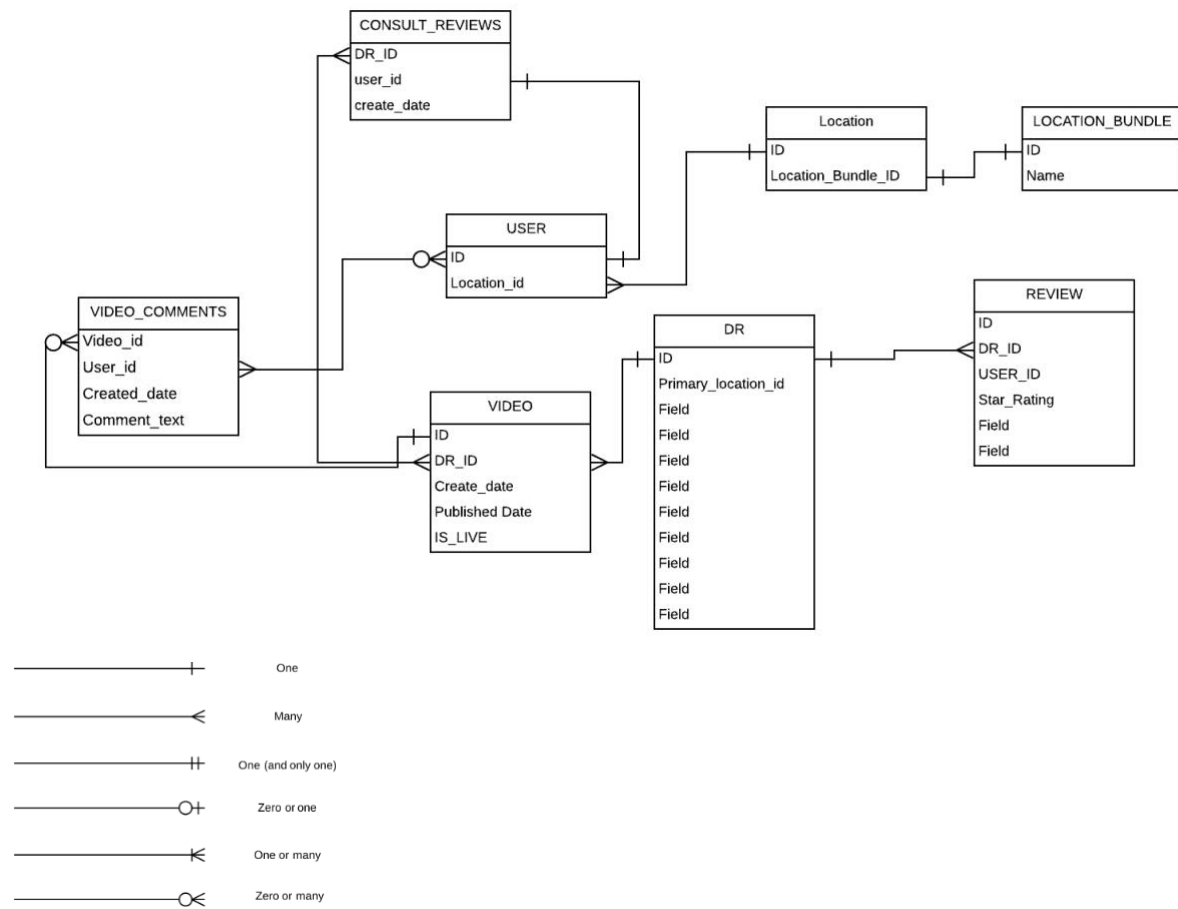 CONSULT_REVIEWS
DR_ID
user_id
create_date
Location
ID
Location_Bundle_ID
LOCATION_BUNDLE
ID
Name
USER
ID
Location_id
VIDEO_COMMENTS
Video_id
User_id
Created_date
Comment_text
VIDEO
ID
DR_ID
Create_date
Published Date
IS_LIVE
DR
ID
Primary_location_id
Field
Field
Field
Field
Field
Field
Field
Field
Field
REVIEW
ID
DR_ID
USER_ID
Star_Rating
Field
Field
One
Many
One (and only one)
Zero or one
One or many
Zero or many